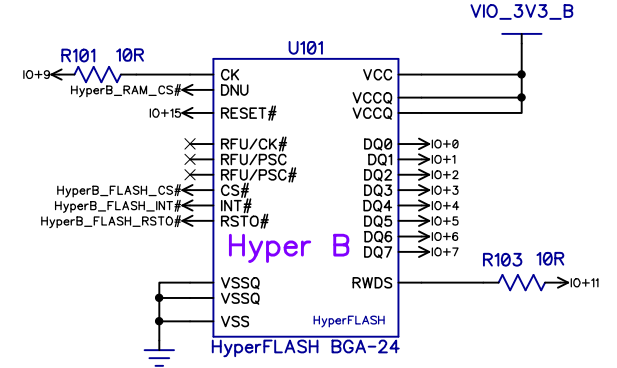 VIO_3V3_B
U101
R101 10R
IO+9
CK
VCC
HyperB_RAM_CS#
DNU
VCCQ
IO+15
RESET#
VCCQ
RFU/CK#
DQ0
IO+0
RFU/PSC
DQ1
IO+1
RFU/PSC#
DQ2
IO+2
HyperB_FLASH_CS#
CS#
DQ3
IO+3
HyperB_FLASH_INT#
INT#
DQ4
IO+4
HyperB_FLASH_RSTO#
RSTO#
DQ5
IO+5
DQ6
IO+6
Hyper B
DQ7
IO+7
R103 10R
VSSQ
RWDS
IO+11
VSSQ
VSS
HyperFLASH
HyperFLASH BGA-24